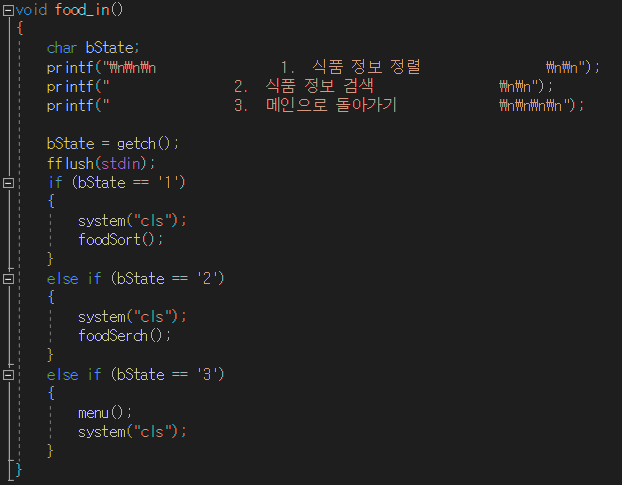 void food_in()
{
char bState;
printf("₩n₩n₩n 1. 식품 정보 정렬 ₩n₩n");
printf(" 2. 식품 정보 검색 ₩n₩n");
printf(" 3. 메인으로 돌아가기 ₩n₩n₩n₩n");
bState = getch();
fflush(stdin);
if (bState == '1')
{
system("cls");
foodSort();
}
else if (bState == '2')
{
system("cls");
foodSerch();
}
else if (bState == '3')
{
menu();
system("cls");
}
}